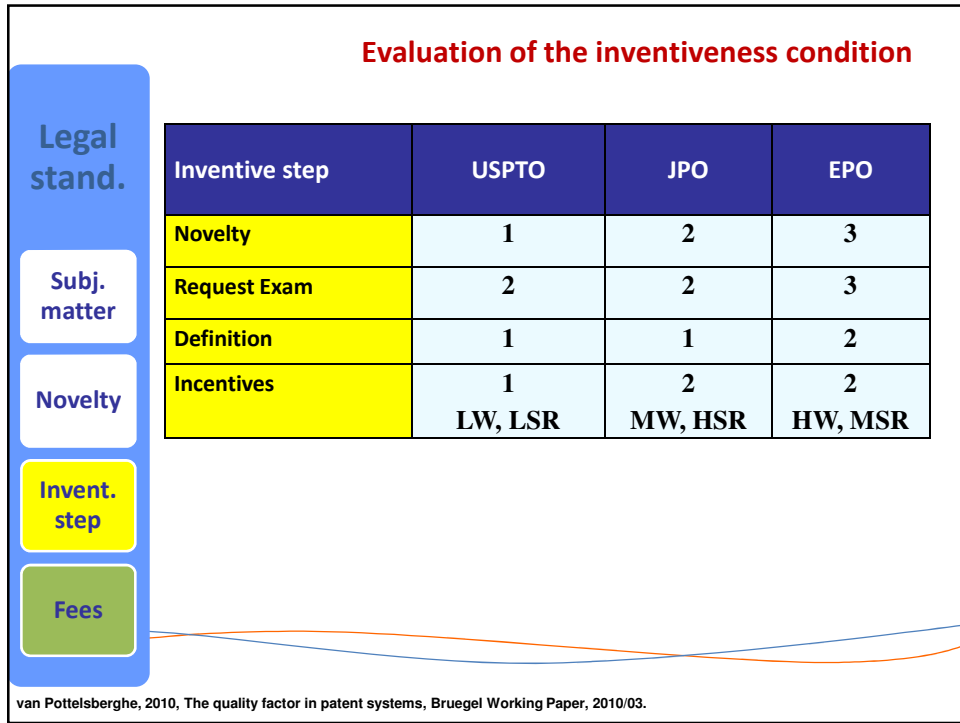 Evaluation of the inventiveness condition
Legal
stand.
Subj.
matter
Novelty
Invent.
step
Fees
Inventive step USPTO JPO EPO
Novelty 1 2 3
Request Exam 2 2 3
Definition 1 1 2
Incentives 1 2 2
LW, LSR MW, HSR HW, MSR
van Pottelsberghe, 2010, The quality factor in patent systems, Bruegel Working Paper, 2010/03.